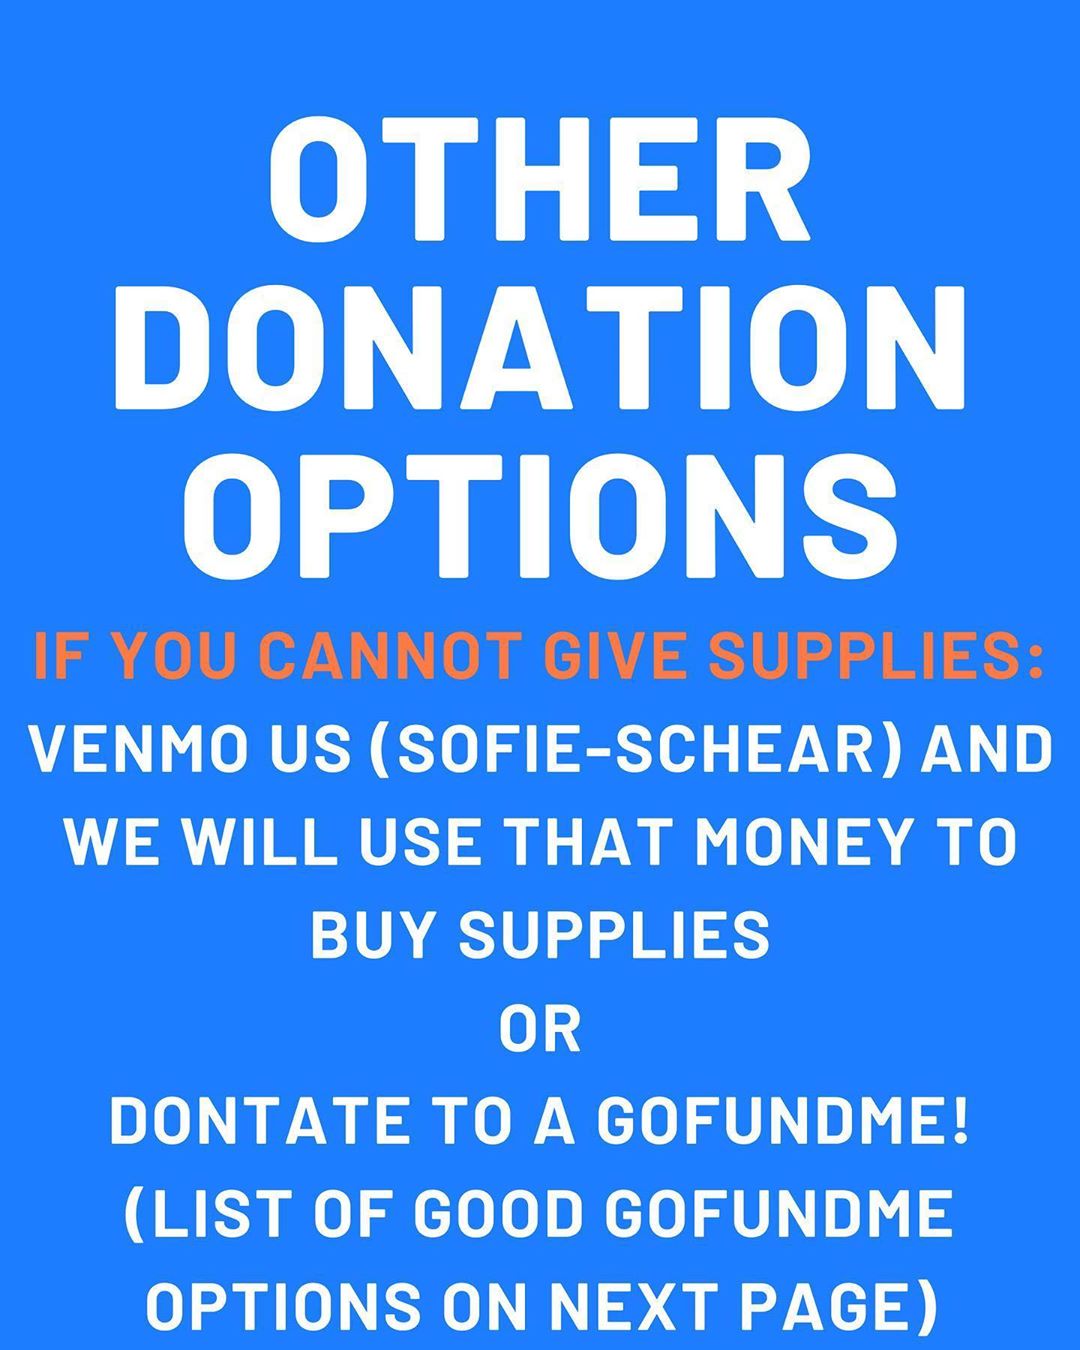 OTHER
DONATION
OPTIONS
IF YOU CANNOT GIVE SUPPLIES:
VENMO US (SOFIE-SCHEAR) AND
WE WILL USE THAT MONEY TO
BUY SUPPLIES
OR
DONTATE TO A GOFUNDME!
(LIST OF GOOD GOFUNDME
OPTIONS ON NEXT PAGE)